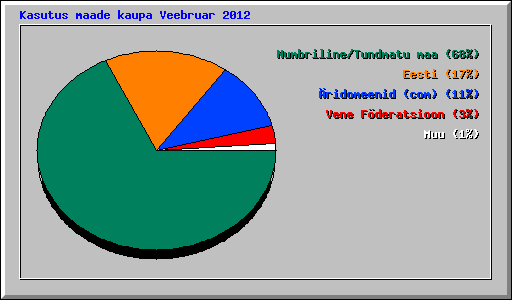 Kasutus maade kaupa Veebruar 2012
Numbriline/Tundmatu maa (68%)
Eesti (17%)
Äridomeenid (com) (11%)
Vene Föderatsioon (3%)
Muu (1%)